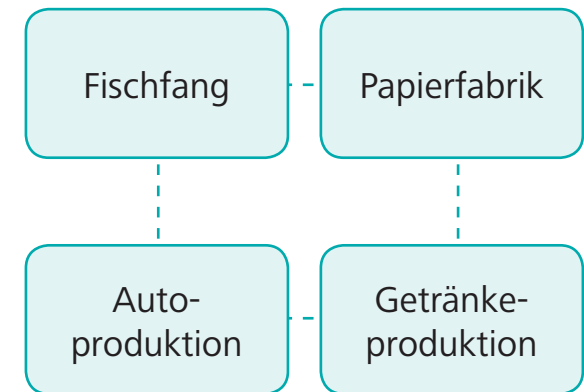 Fischfang
Papierfabrik
Auto-
produktion
Getränke-
produktion